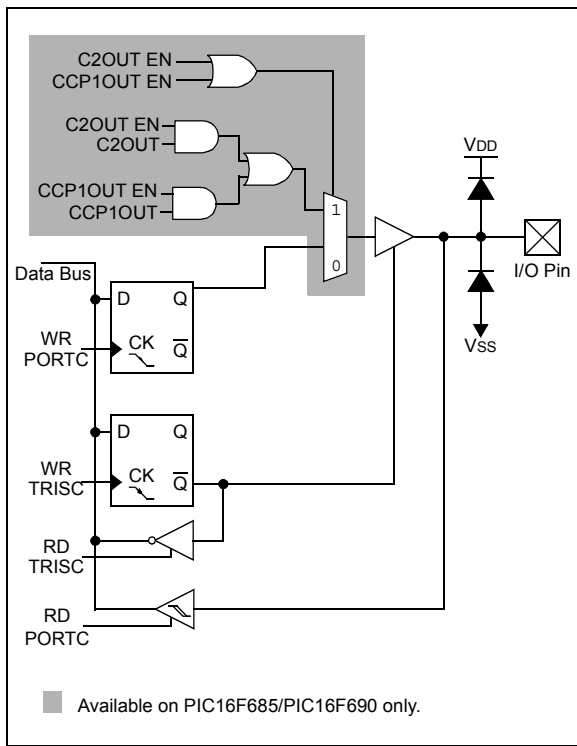 C2OUT EN
CCP1OUT EN
C2OUT EN
C2OUT
CCP1OUT EN
CCP1OUT
VDD
1
0
I/O Pin
Data Bus
D Q
WR
PORTC
CK Q
VSS
D Q
WR
TRISC
CK Q
RD
TRISC
RD
PORTC
Available on PIC16F685/PIC16F690 only.